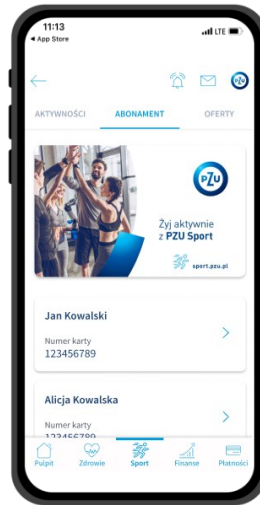 11:13
App Store
LTE
PZU
AKTYWNOŚCI
ABONAMENT
OFERTY
PZU
Żyj aktywnie
z PZU Sport
sport.pzu.pl
Jan Kowalski
Numer karty
123456789
Alicja Kowalska
Numer karty
123456789
Pulpit
Zdrowie
Sport
Finanse
Płatności